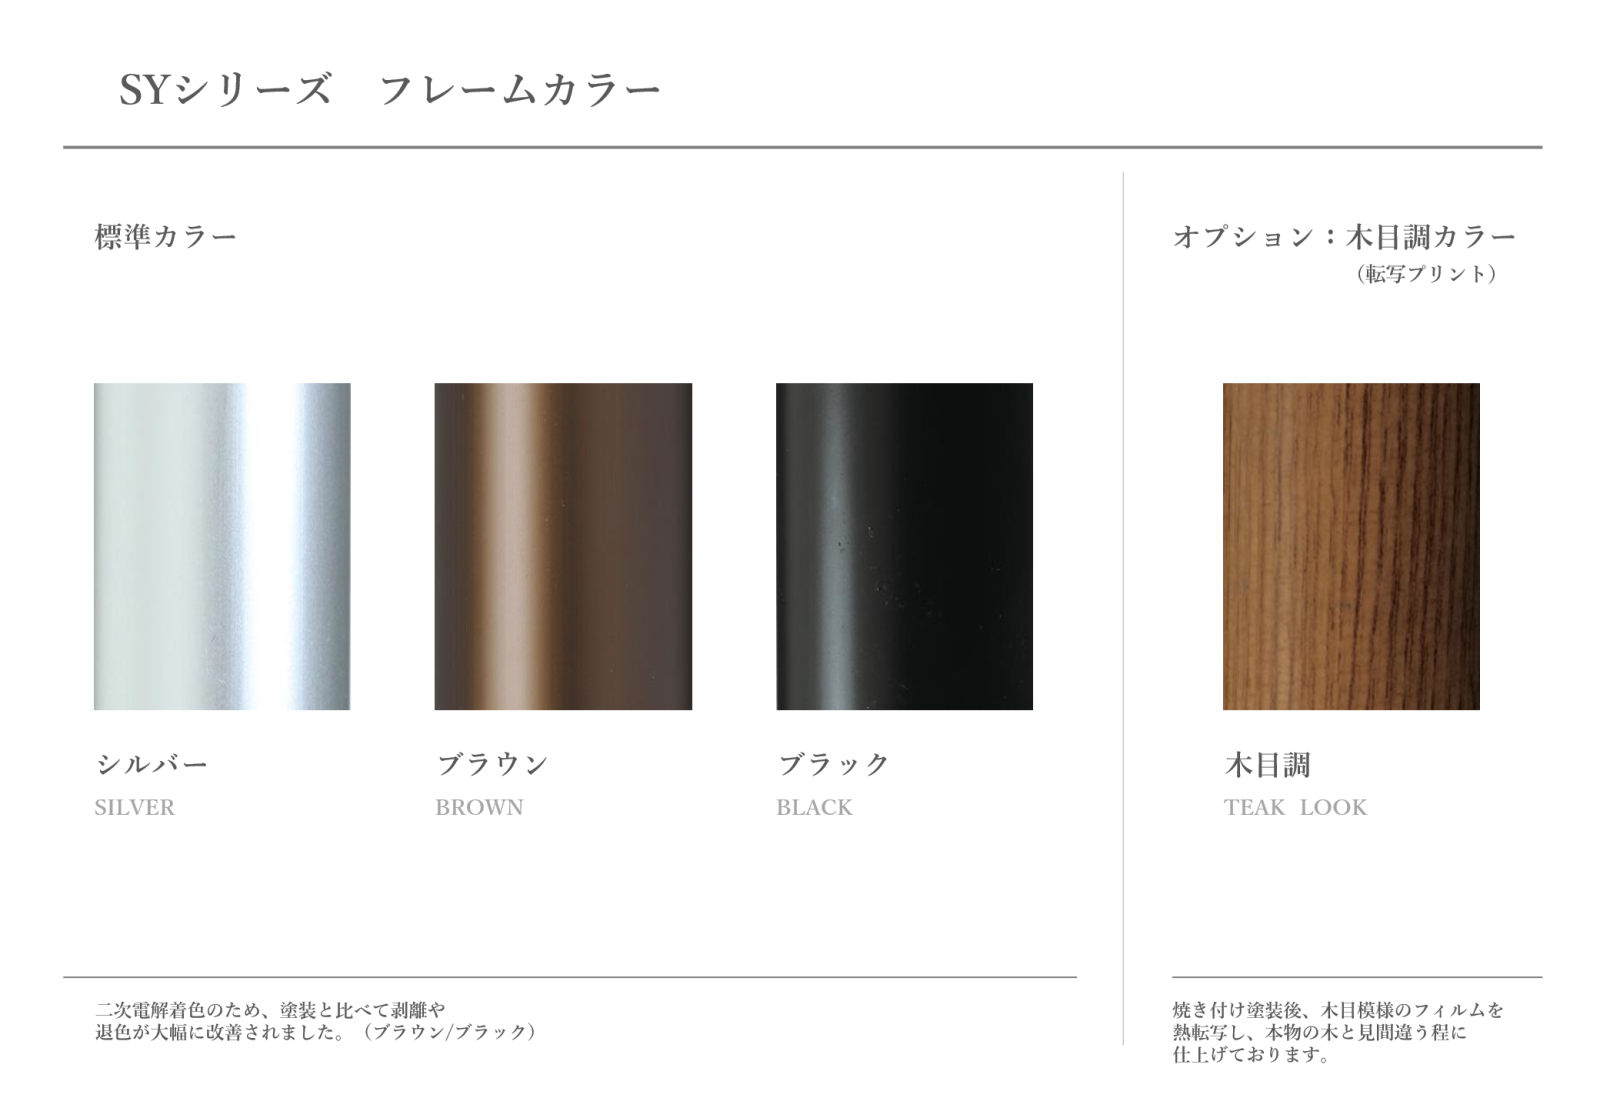 SYシリーズ　フレームカラー
標準カラー
シルバー
SILVER
ブラウン
BROWN
ブラック
BLACK
二次電解着色のため、塗装と比べて剥離や
退色が大幅に改善されました。（ブラウン/ブラック）
オプション：木目調カラー
（転写プリント）
木目調
TEAK LOOK
焼き付け塗装後、木目模様のフィルムを
熱転写し、本物の木と見間違う程に
仕上げております。